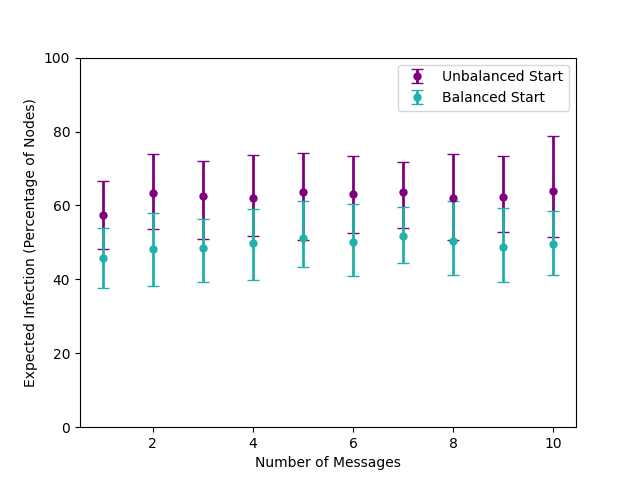 100
80
60
40
20
0
Expected Infection (Percentage of Nodes)
Unbalanced Start
Balanced Start
2 4 6 8 10
Number of Messages